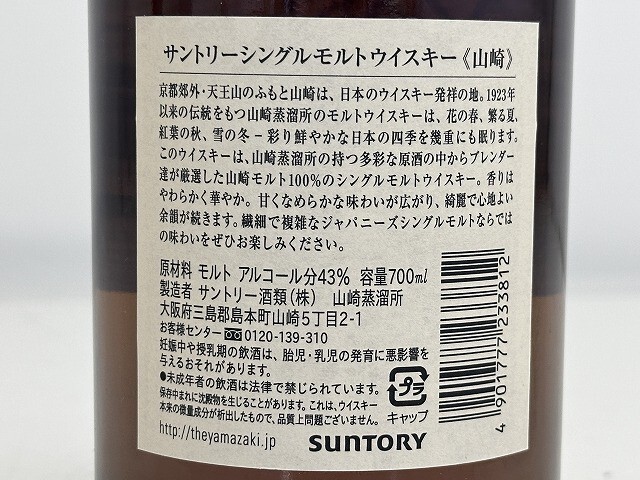 サントリーシングルモルトウイスキー《山崎》
京都郊外・天王山のふもと山崎は、日本のウイスキー発祥の地。1923年
以来の伝統をもつ山崎蒸溜所のモルトウイスキーは、花の春、繁る夏、
紅葉の秋、雪の冬－彩り鮮やかな日本の四季を幾重にも眠ります。
このウイスキーは、山崎蒸溜所の持つ多彩な原酒の中からブレンダー
達が厳選した山崎モルト100%のシングルモルトウイスキー。香りは
やわらかく華やか。甘くなめらかな味わいが広がり、綺麗で心地よい
余韻が続きます。繊細で複雑なジャパニーズシングルモルトならでは
の味わいをぜひお楽しみください。
原材料 モルト アルコール分43% 容量700ml
製造者 サントリー酒類（株） 山崎蒸溜所
大阪府三島郡島本町山崎5丁目2-1
お客様センター 0120-139-310
妊娠中や授乳期の飲酒は、胎児・乳児の発育に悪影響を
与えるおそれがあります。
●未成年者の飲酒は法律で禁じられています。
保存中まれに沈殿物を生じることがあります。これは、ウイスキー
本来の微量成分が析出したもので、品質上問題ございません。
http://theyamazaki.jp
プラ
キャップ
SUNTORY
4 901777 233812